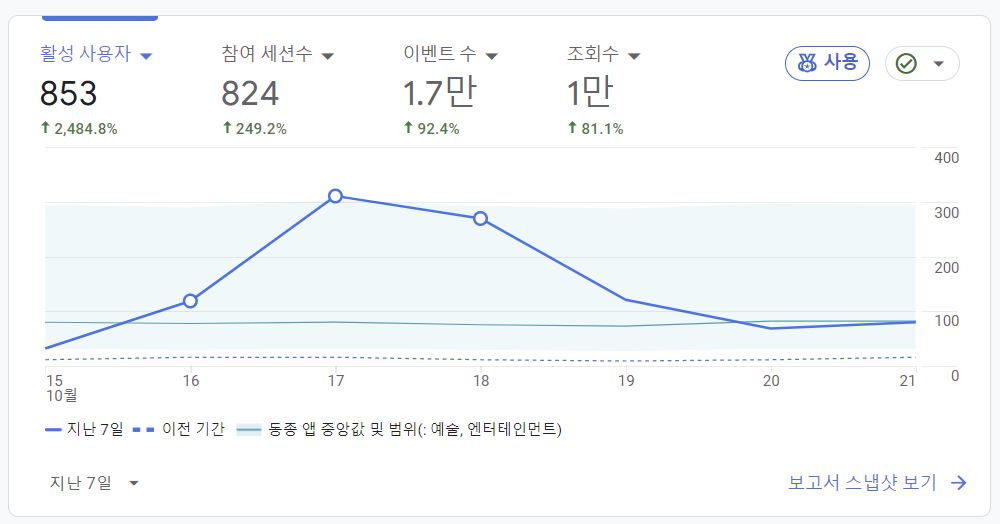 활성 사용자 참여 세션수 이벤트 수 조회수 사용
853 824 1.7만 1만
2,484.8% 249.2% 92.4% 81.1%
400
300
200
100
0
15 16 17 18 19 20 21
10월
지난 7일 이전 기간 동종 앱 중앙값 및 범위(: 예술, 엔터테인먼트)
지난 7일 보고서 스냅샷 보기